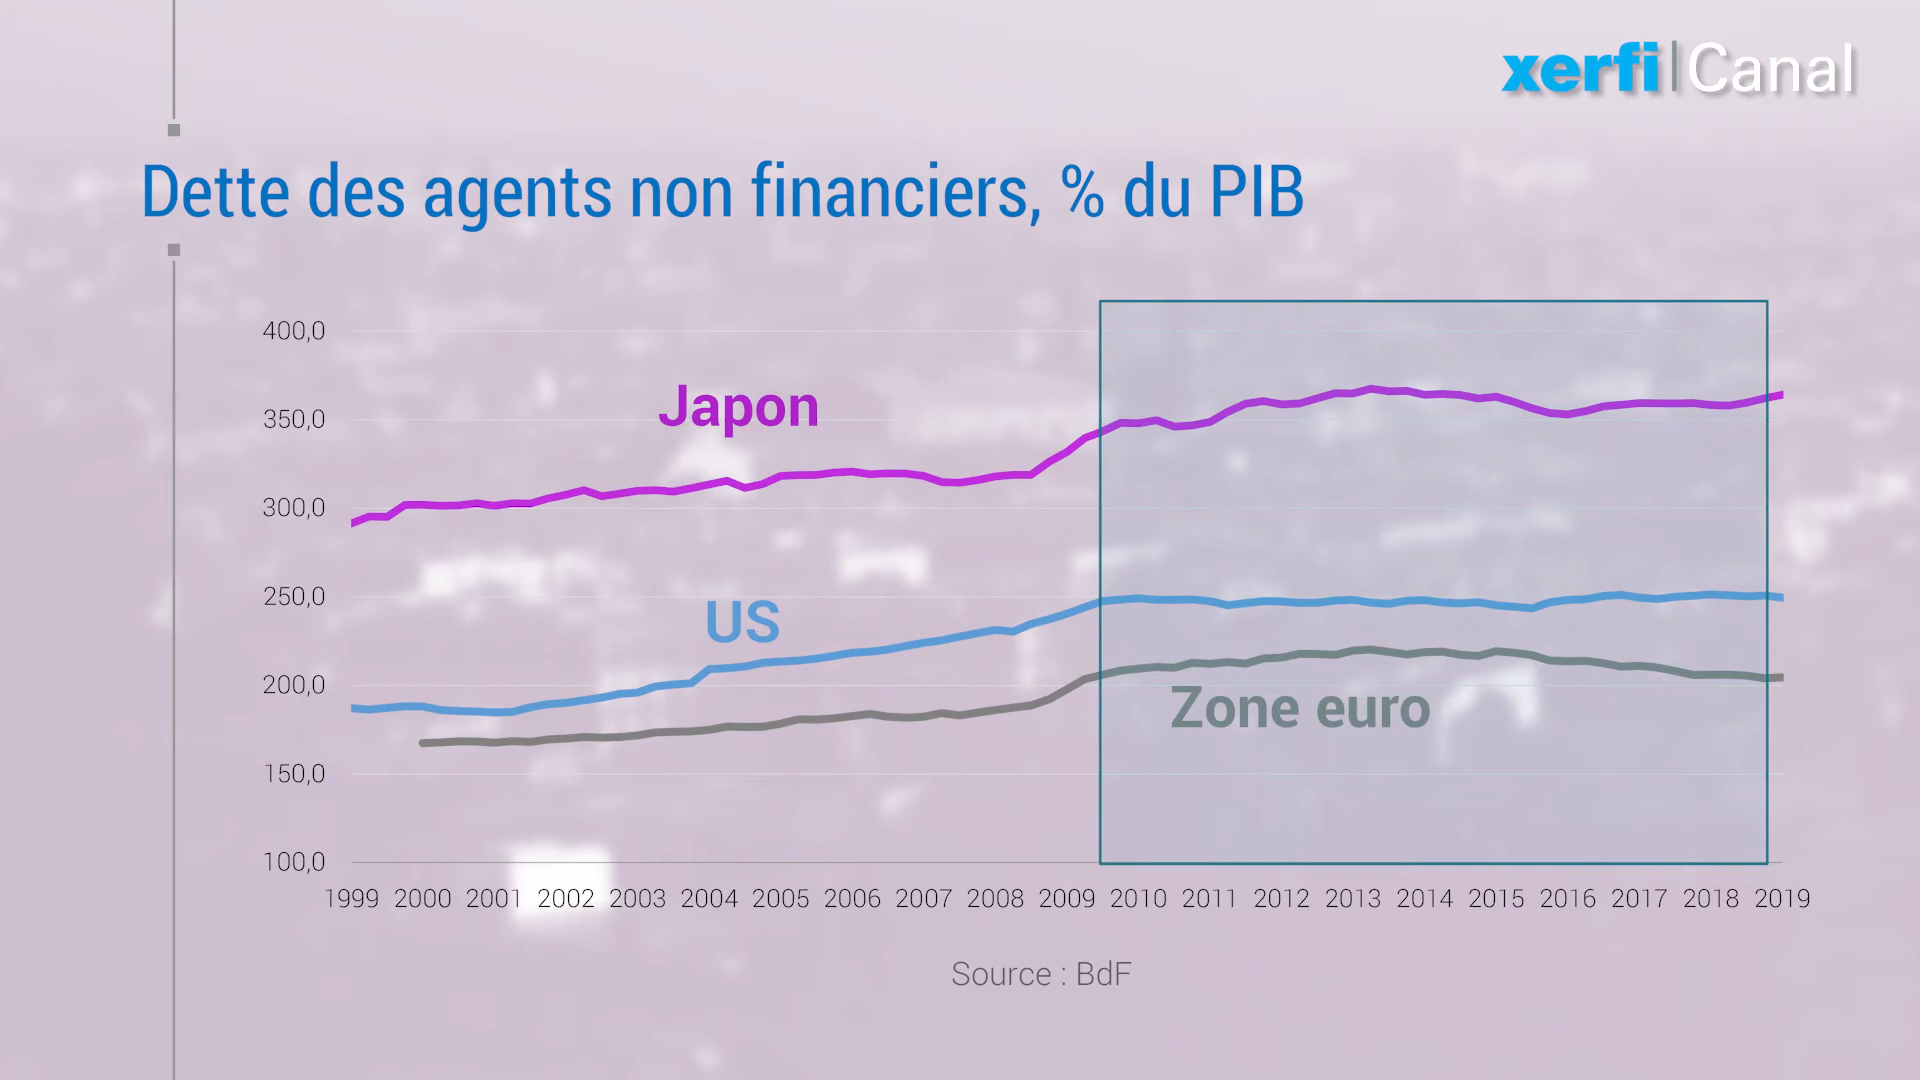 xerfi Canal
Dette des agents non financiers, % du PIB
400,0
350,0
300,0
250,0
200,0
150,0
100,0
Japon
US
Zone euro
1999 2000 2001 2002 2003 2004 2005 2006 2007 2008 2009 2010 2011 2012 2013 2014 2015 2016 2017 2018 2019
Source : BdF